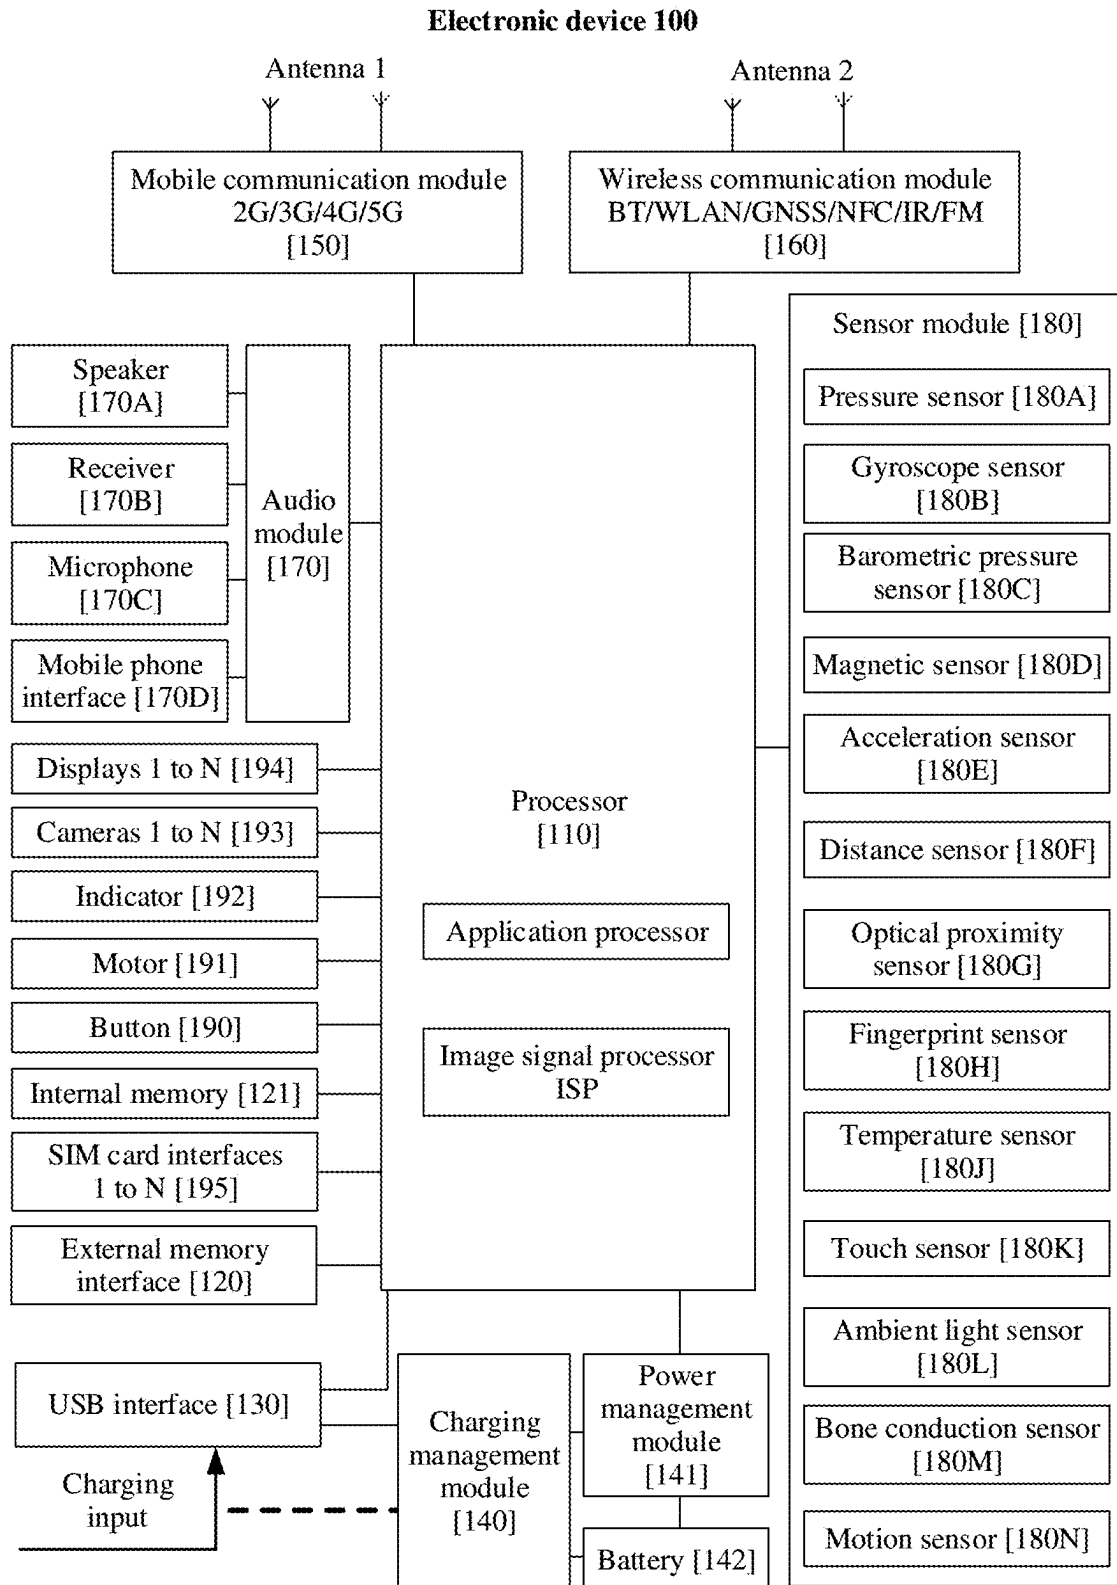 Electronic device 100
Antenna 1
Antenna 2
Mobile communication module
2G/3G/4G/5G
[150]
Wireless communication module
BT/WLAN/GNSS/NFC/IR/FM
[160]
Speaker
[170A]
Receiver
[170B]
Microphone
[170C]
Mobile phone
interface [170D]
Audio
module
[170]
Displays 1 to N [194]
Cameras 1 to N [193]
Indicator [192]
Motor [191]
Button [190]
Internal memory [121]
SIM card interfaces
1 to N [195]
External memory
interface [120]
Processor
[110]
Application processor
Image signal processor
ISP
Sensor module [180]
Pressure sensor [180A]
Gyroscope sensor
[180B]
Barometric pressure
sensor [180C]
Magnetic sensor [180D]
Acceleration sensor
[180E]
Distance sensor [180F]
Optical proximity
sensor [180G]
Fingerprint sensor
[180H]
Temperature sensor
[180J]
Touch sensor [180K]
Ambient light sensor
[180L]
Bone conduction sensor
[180M]
Motion sensor [180N]
USB interface [130]
Charging
input
Charging
management
module
[140]
Power
management
module
[141]
Battery [142]